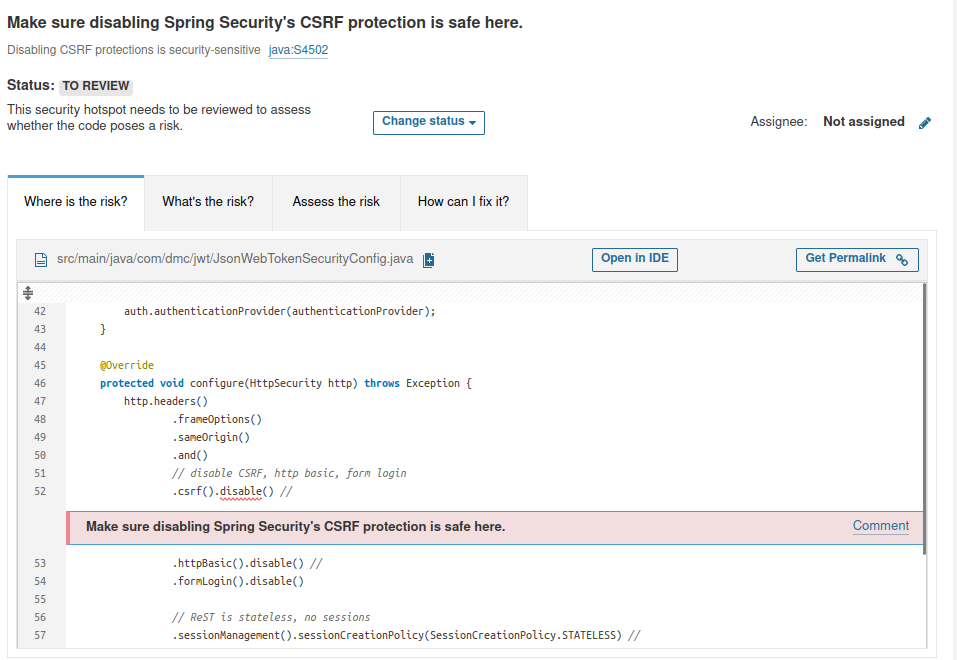 Make sure disabling Spring Security's CSRF protection is safe here.
Disabling CSRF protections is security-sensitive java:S4502
Status: TO REVIEW
This security hotspot needs to be reviewed to assess
whether the code poses a risk.
Change status
Assignee: Not assigned
Where is the risk?
What's the risk?
Assess the risk
How can I fix it?
src/main/java/com/dmc/jwt/JsonWebTokenSecurityConfig.java
Open in IDE
Get Permalink
42 auth.authenticationProvider(authenticationProvider);
43 }
44
45 @Override
46 protected void configure(HttpSecurity http) throws Exception {
47 http.headers()
48 .frameOptions()
49 .sameOrigin()
50 .and()
51 // disable CSRF, http basic, form login
52 .csrf().disable() //
Make sure disabling Spring Security's CSRF protection is safe here. Comment
53 .httpBasic().disable() //
54 .formLogin().disable()
55
56 // ReST is stateless, no sessions
57 .sessionManagement().sessionCreationPolicy(SessionCreationPolicy.STATELESS) //